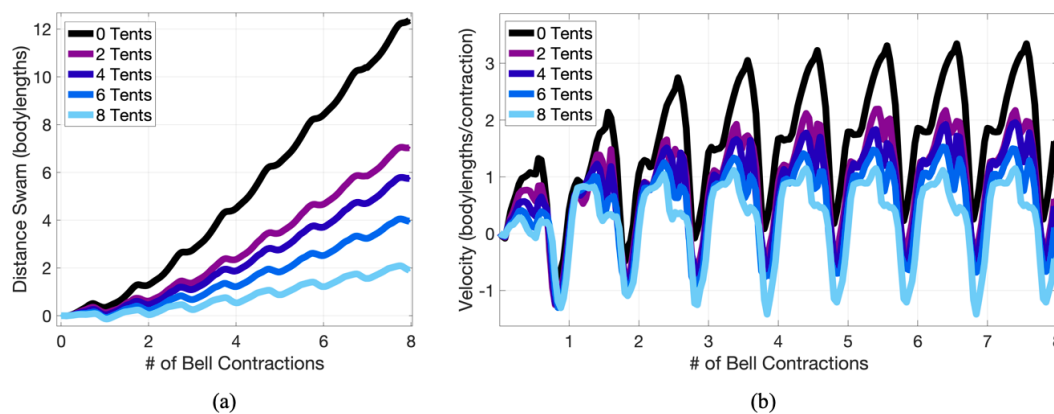 12
10
8
6
4
2
0
0 Tents
2 Tents
4 Tents
6 Tents
8 Tents
Distance Swam (bodylengths)
0 2 4 6 8
# of Bell Contractions
(a)
3
2
1
0
-1
0 Tents
2 Tents
4 Tents
6 Tents
8 Tents
Velocity (bodylengths/contraction)
1 2 3 4 5 6 7 8
# of Bell Contractions
(b)